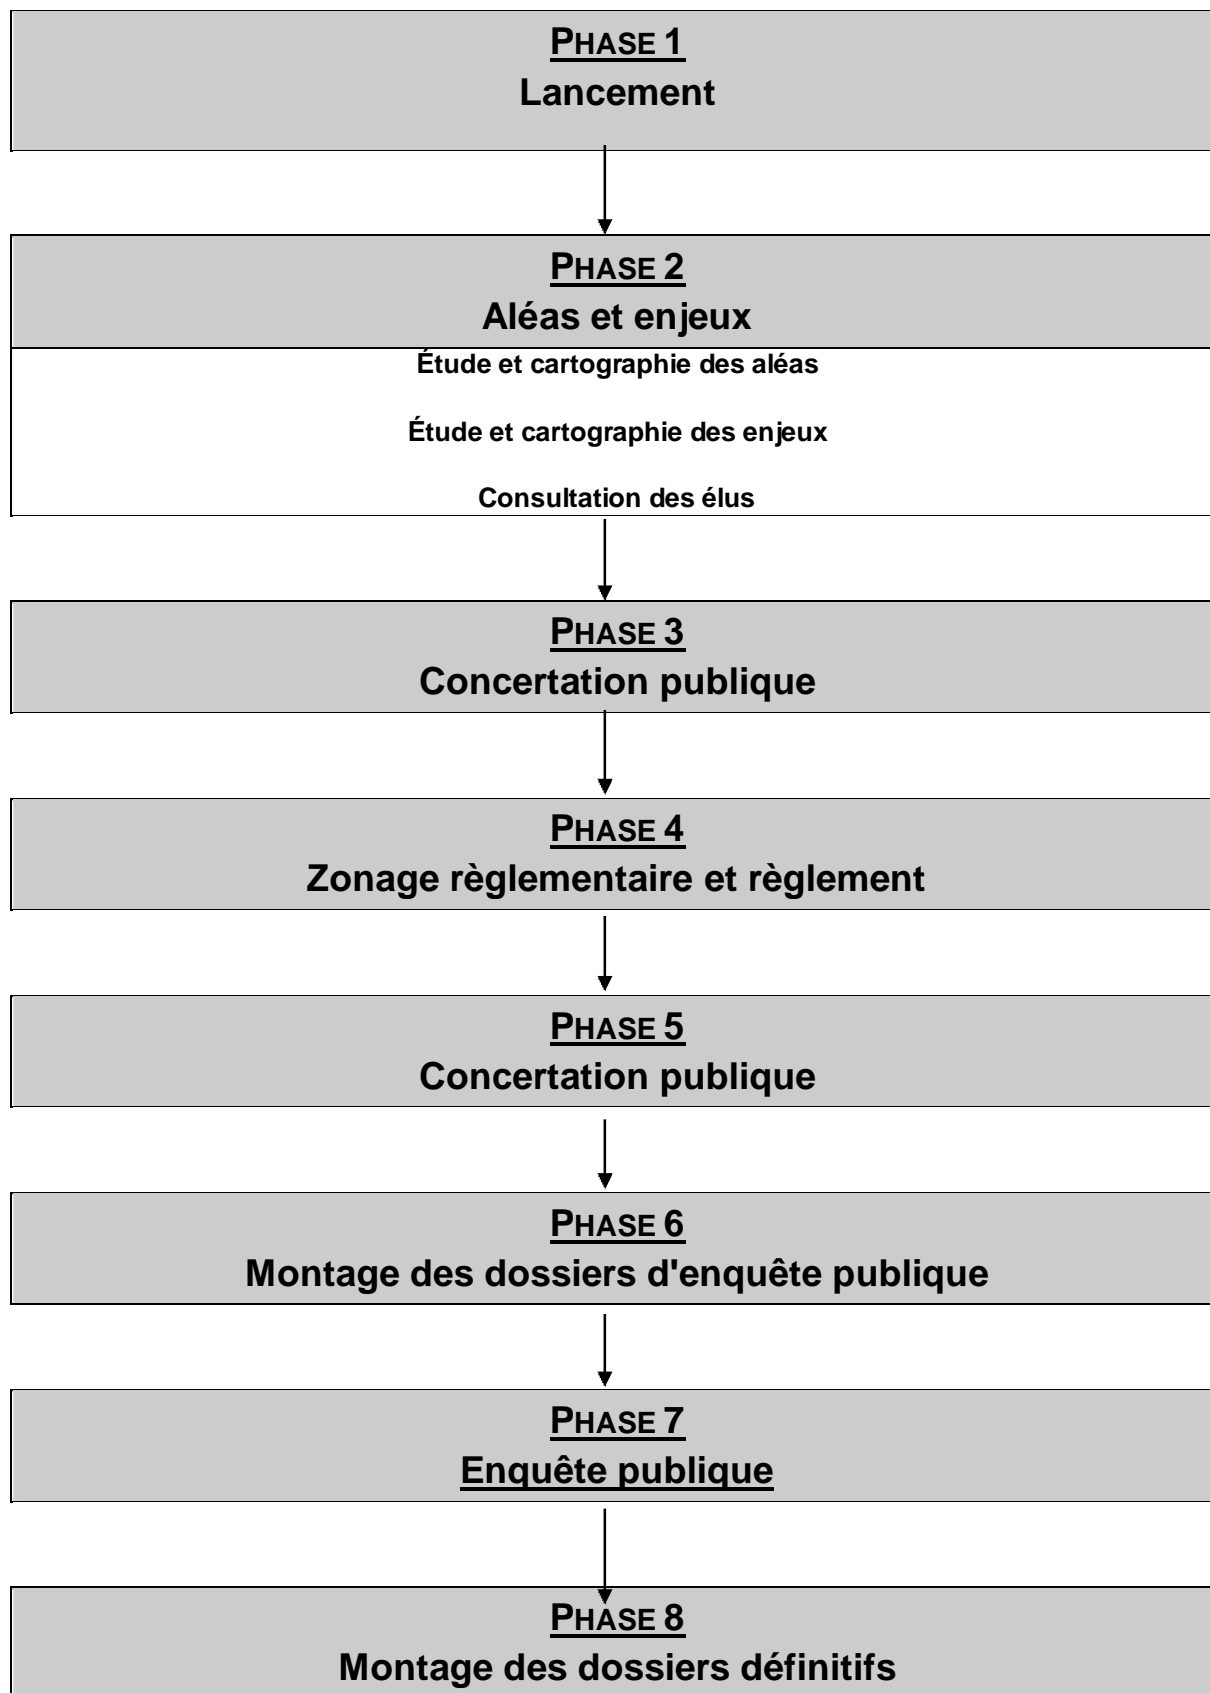 PHASE 1
Lancement
PHASE 2
Aléas et enjeux
Étude et cartographie des aléas
Étude et cartographie des enjeux
Consultation des élus
PHASE 3
Concertation publique
PHASE 4
Zonage règlementaire et règlement
PHASE 5
Concertation publique
PHASE 6
Montage des dossiers d'enquête publique
PHASE 7
Enquête publique
PHASE 8
Montage des dossiers définitifs